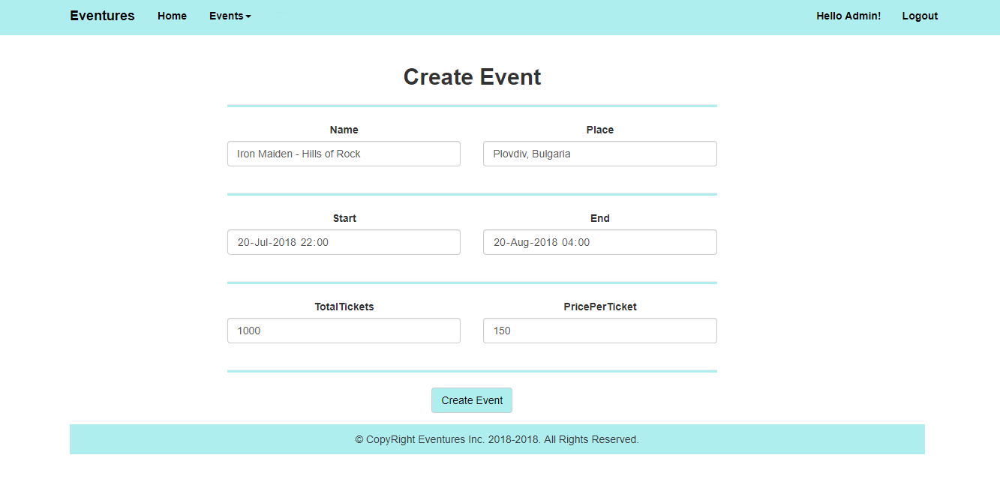 Eventures Home Events Hello Admin! Logout
Create Event
Name Place
Iron Maiden - Hills of Rock Plovdiv, Bulgaria
Start End
20-Jul-2018 22:00 20-Aug-2018 04:00
TotalTickets PricePerTicket
1000 150
Create Event
© CopyRight Eventures Inc. 2018-2018. All Rights Reserved.